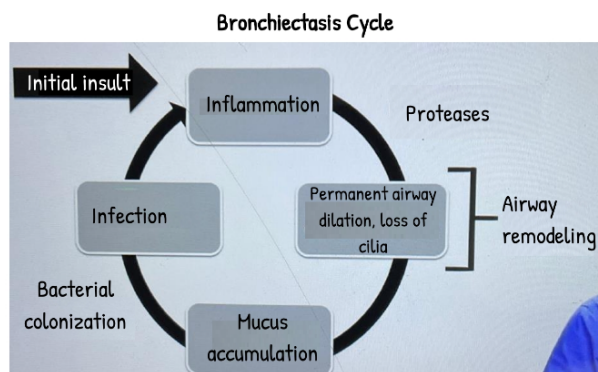 Bronchiectasis Cycle
Initial insult
Inflammation
Proteases
Permanent airway
dilation, loss of
cilia
Airway
remodeling
Infection
Bacterial
colonization
Mucus
accumulation